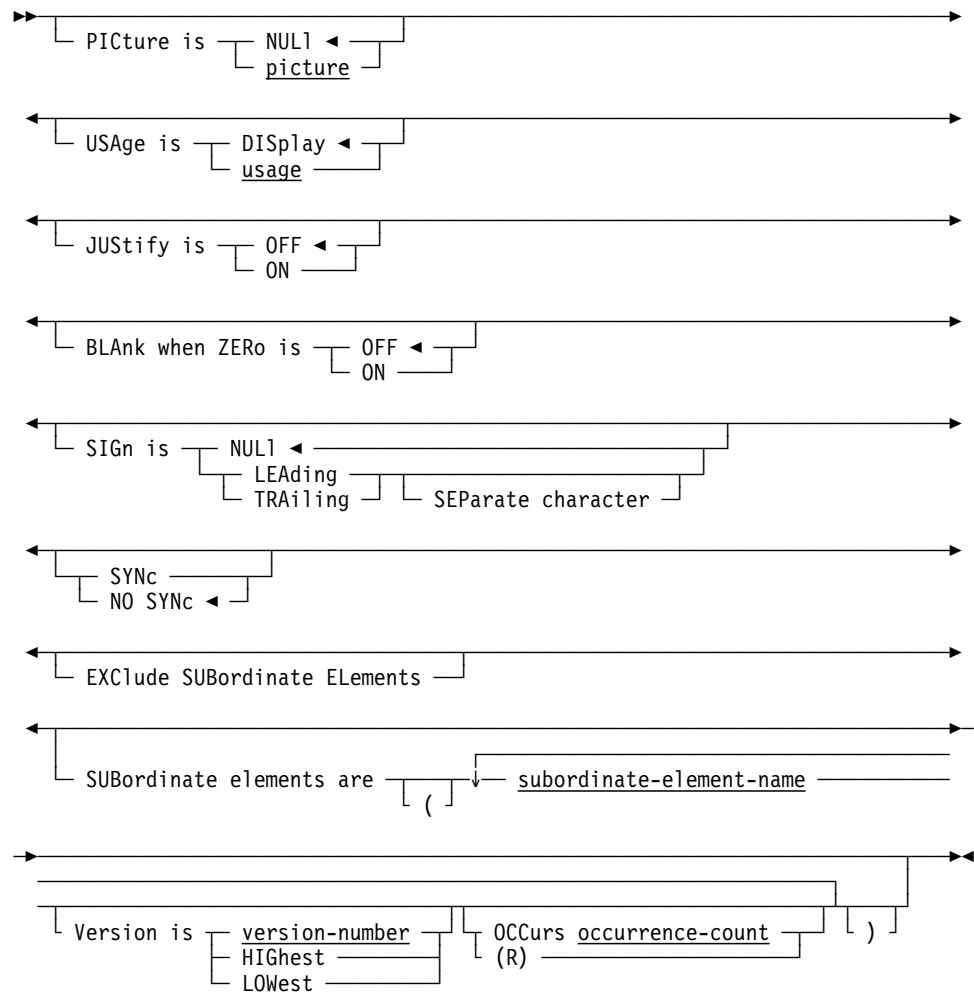 PICture is NULl ◄
picture
USAge is DISplay ◄
usage
JUStify is OFF ◄
ON
BLAnk when ZERo is OFF ◄
ON
SIGn is NULl ◄
LEAding
TRAiling SEParate character
SYNc
NO SYNc ◄
EXClude SUBordinate ELements
SUBordinate elements are ( subordinate-element-name
Version is version-number OCCurs occurrence-count )
HIGhest (R)
LOWest